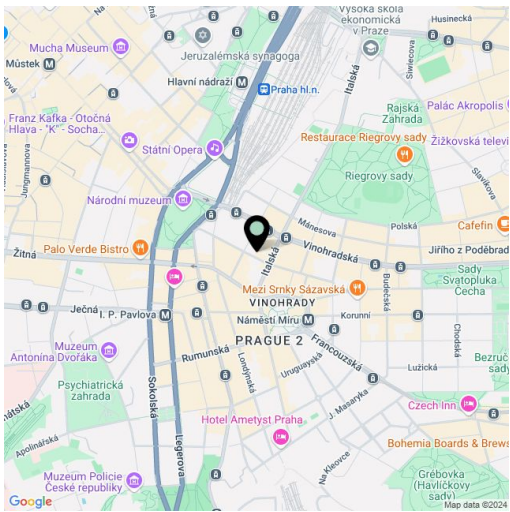 Vysoká škola
ekonomická
v Praze
Husinecká
Mucha Museum
Jeruzalémská synagoga
Můstek
M
Hlavní nádraží
M
Praha hl.n.
Italská
Siwiecova
Rajská
Zahrada
Palác Akropolis
Franz Kafka - Otočná
Hlava - "K" - Socha...
Restaurace Riegrovy sady
Žižkovská televi
Jungmannova
Státní Opera
Riegrovy sady
Slavíkova
Národní muzeum
Mánesova
Polská
Cafefin
Žitná
Palo Verde Bistro
Vinohradská
Jiřího z Poděbrad
Italská
Sady
Svatopluka
Čecha
Mezi Srnky Sázavská
Budečská
Ječná
I. P. Pavlova
M
VINOHRADY
Náměstí Míru
M
Korunní
Chodská
PRAGUE 2
Muzeum
Antonína Dvořáka
Rumunská
Francouzská
Bezruč
sady
Londýnská
Uruguayská
Lužická
Psychiatrická
zahrada
Sokolská
J. Masaryka
Czech Inn
Legerova
Hotel Ametyst Praha
Apolinářská
Bohemia Boards & Brews
Na Kleovce
Muzeum Policie
České republiky
Grébovka
(Havlíčkovy
sady)
Google
Map data ©2024